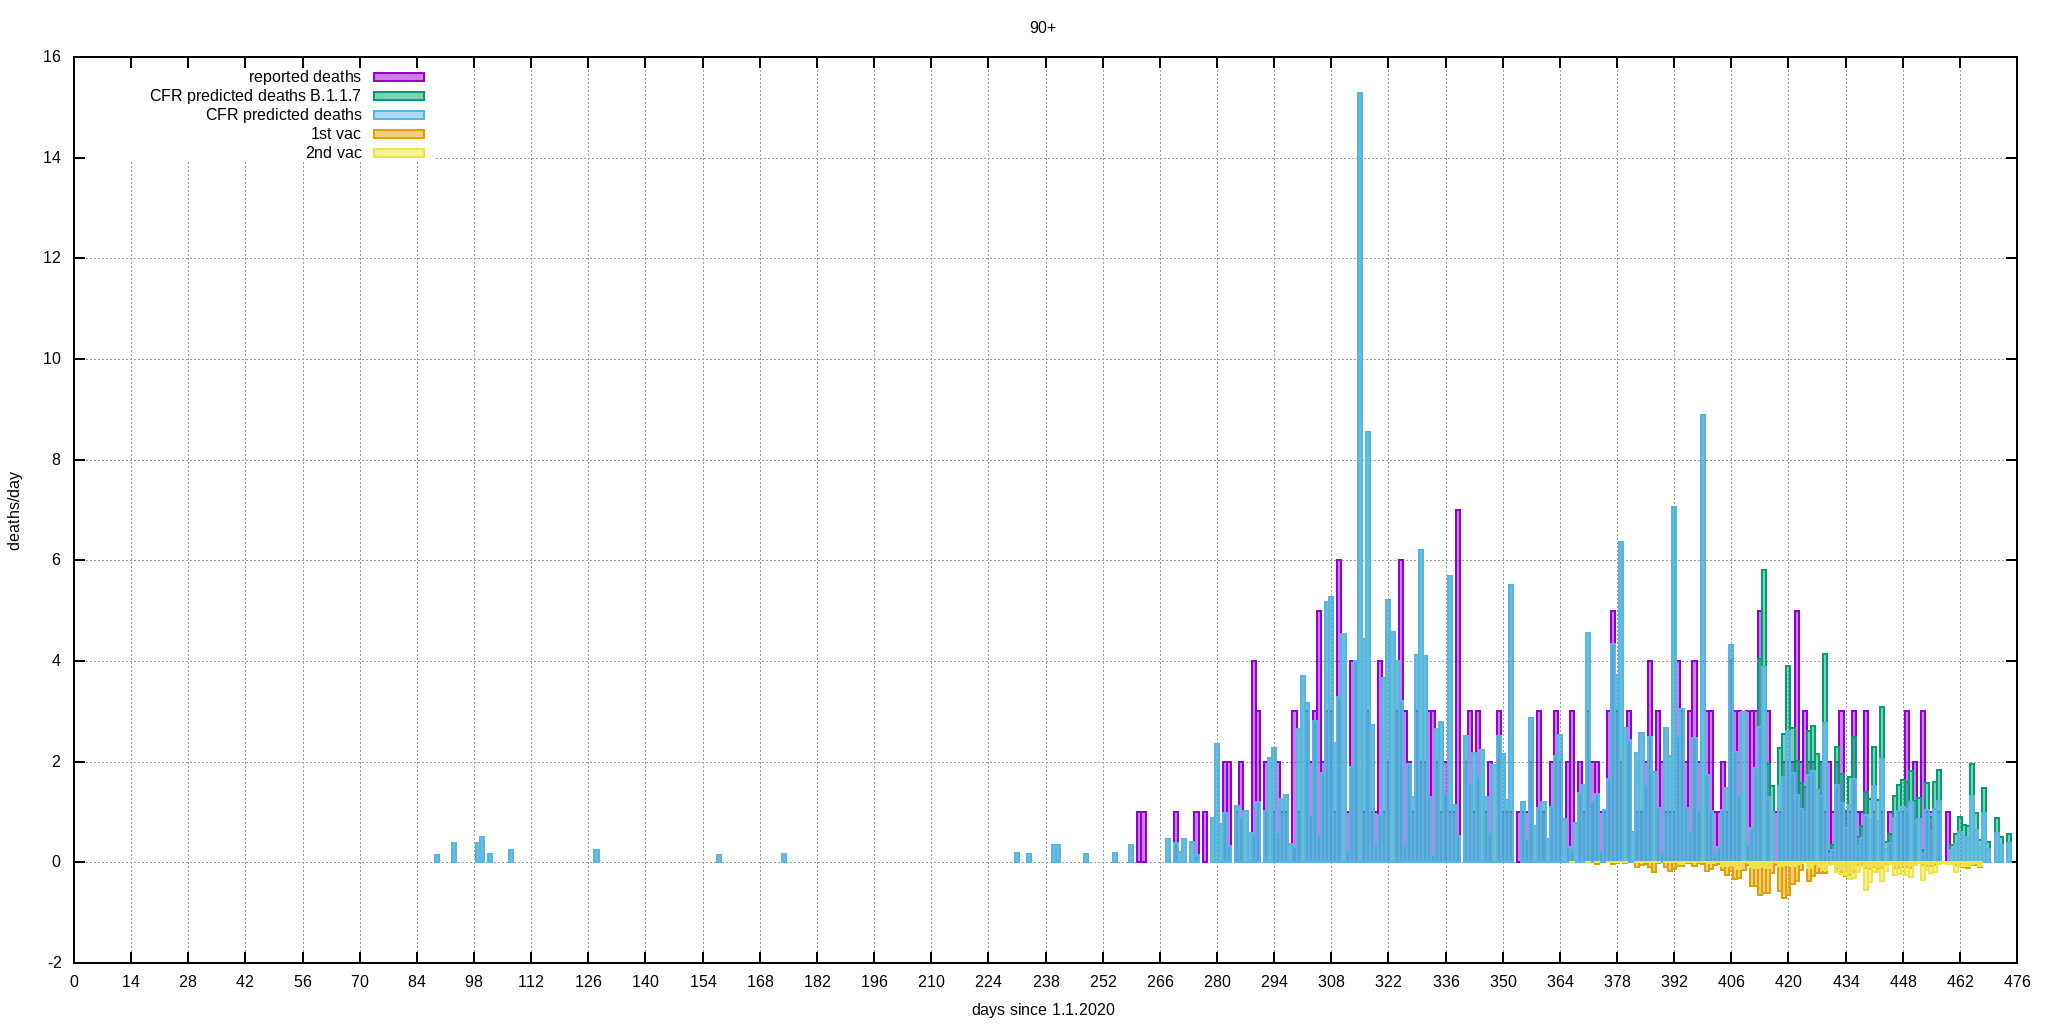 90+
reported deaths
CFR predicted deaths B.1.1.7
CFR predicted deaths
1st vac
2nd vac
16
14
12
10
8
6
4
2
0
-2
deaths/day
0 14 28 42 56 70 84 98 112 126 140 154 168 182 196 210 224 238 252 266 280 294 308 322 336 350 364 378 392 406 420 434 448 462 476
days since 1.1.2020